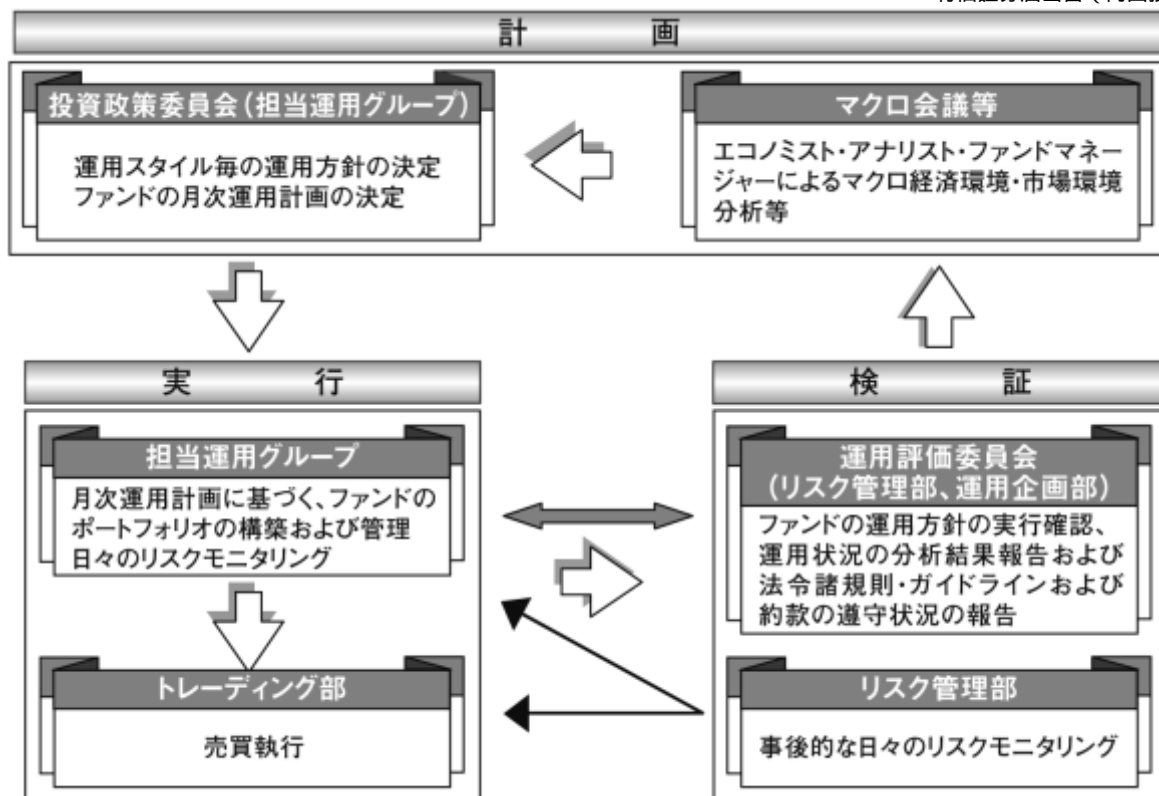 計画
投資政策委員会(担当運用グループ)
運用スタイル毎の運用方針の決定
ファンドの月次運用計画の決定
マクロ会議等
エコノミスト・アナリスト・ファンドマネー
ジャーによるマクロ経済環境・市場環境
分析等
実行
担当運用グループ
月次運用計画に基づく、ファンドの
ポートフォリオの構築および管理
日々のリスクモニタリング
トレーディング部
売買執行
検証
運用評価委員会
(リスク管理部、運用企画部)
ファンドの運用方針の実行確認、
運用状況の分析結果報告および
法令諸規則・ガイドラインおよび
約款の遵守状況の報告
リスク管理部
事後的な日々のリスクモニタリング